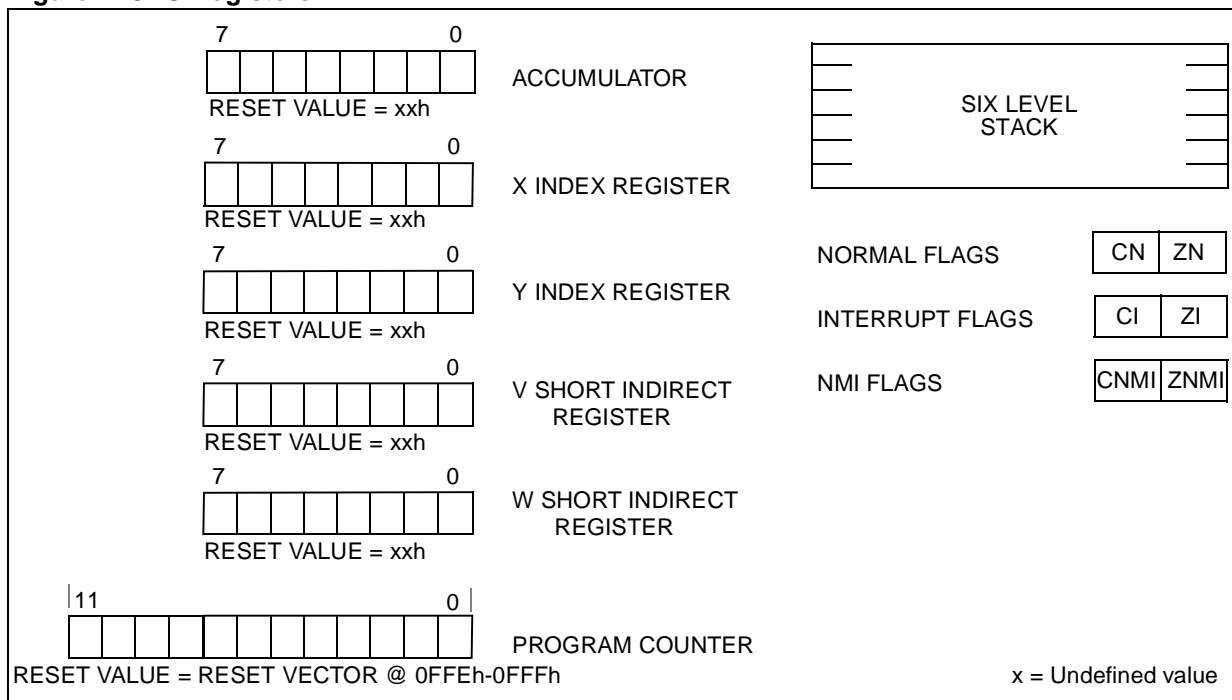 7 0
ACCUMULATOR
RESET VALUE = xxh
7 0
X INDEX REGISTER
RESET VALUE = xxh
7 0
Y INDEX REGISTER
RESET VALUE = xxh
7 0
V SHORT INDIRECT
REGISTER
RESET VALUE = xxh
7 0
W SHORT INDIRECT
REGISTER
RESET VALUE = xxh
11 0
PROGRAM COUNTER
RESET VALUE = RESET VECTOR @ 0FFEh-0FFFh
SIX LEVEL
STACK
NORMAL FLAGS CN ZN
INTERRUPT FLAGS CI ZI
NMI FLAGS CNMI ZNMI
x = Undefined value